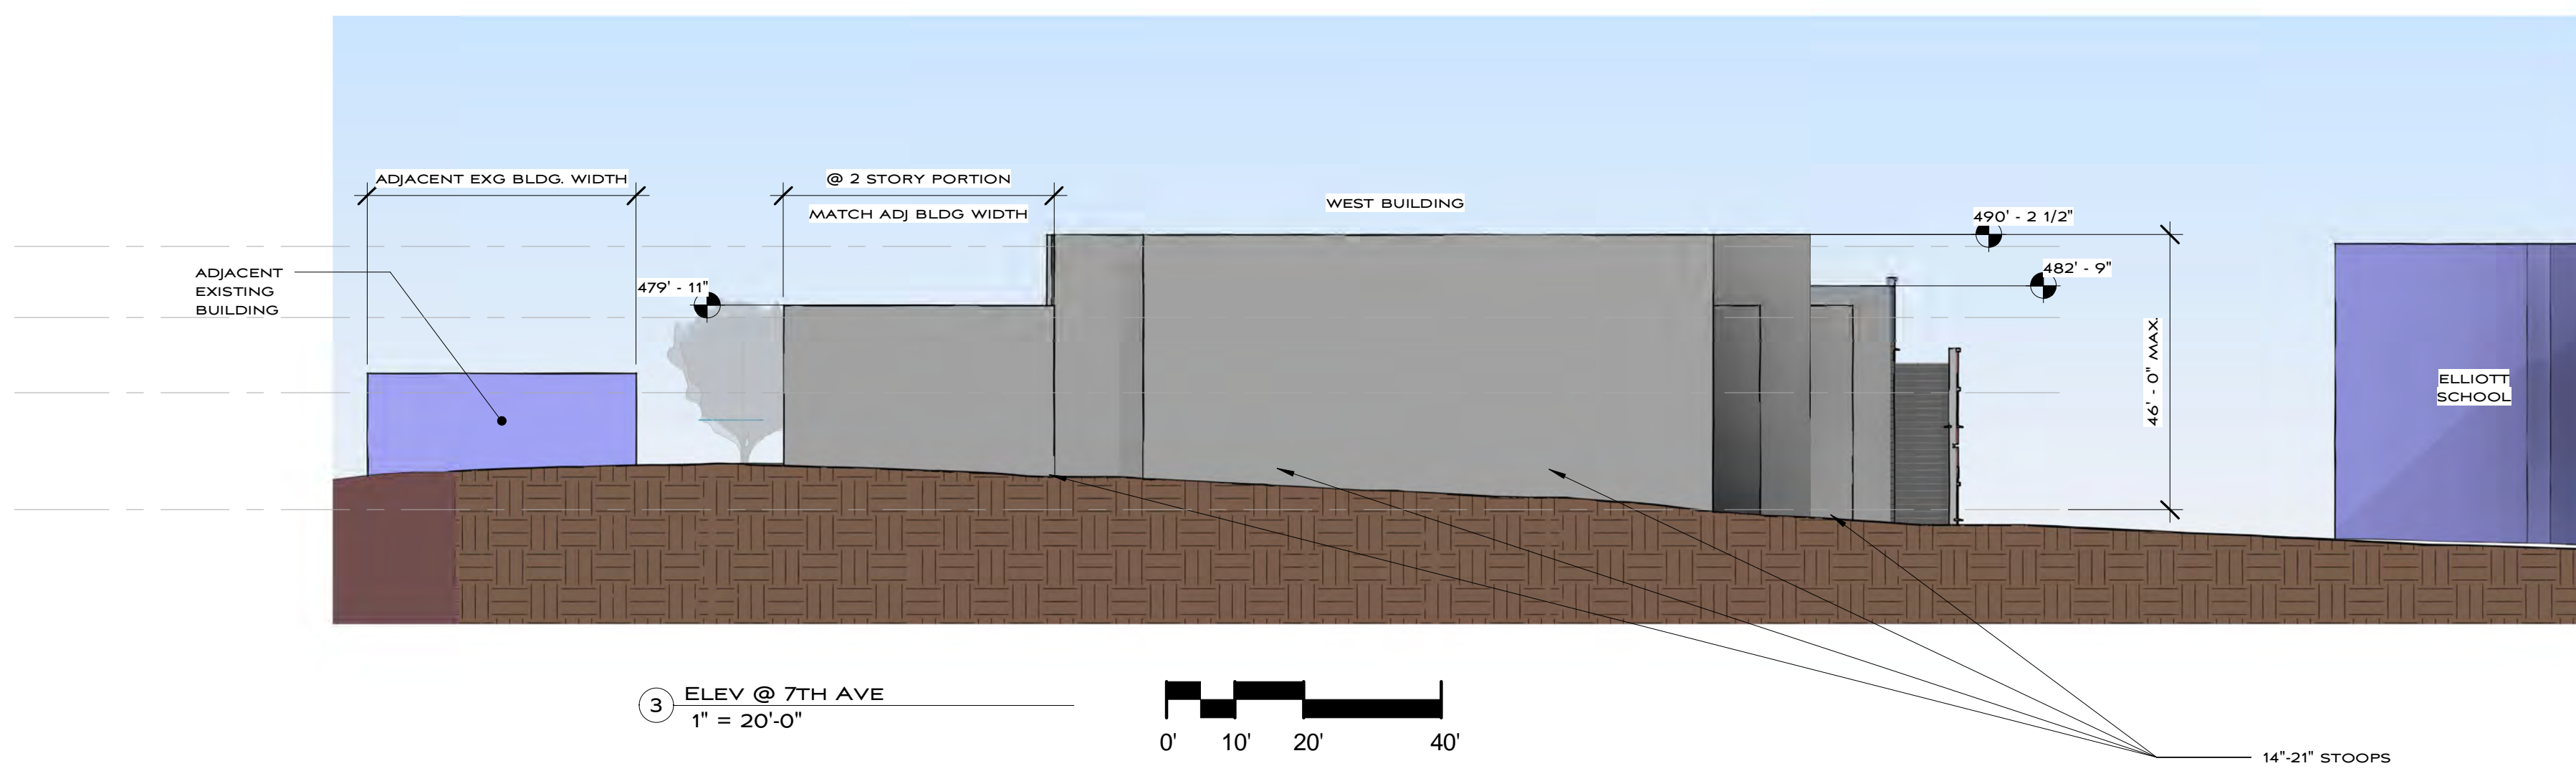 ADJACENT EXG BLDG. WIDTH
@ 2 STORY PORTION
MATCH ADJ BLDG WIDTH
WEST BUILDING
490' - 2 1/2"
482' - 9"
479' - 11"
ADJACENT
EXISTING
BUILDING
46' - 0" MAX.
ELLIOTT
SCHOOL
3
ELEV @ 7TH AVE
1" = 20'-0"
0' 10' 20' 40'
14"-21" STOOPS